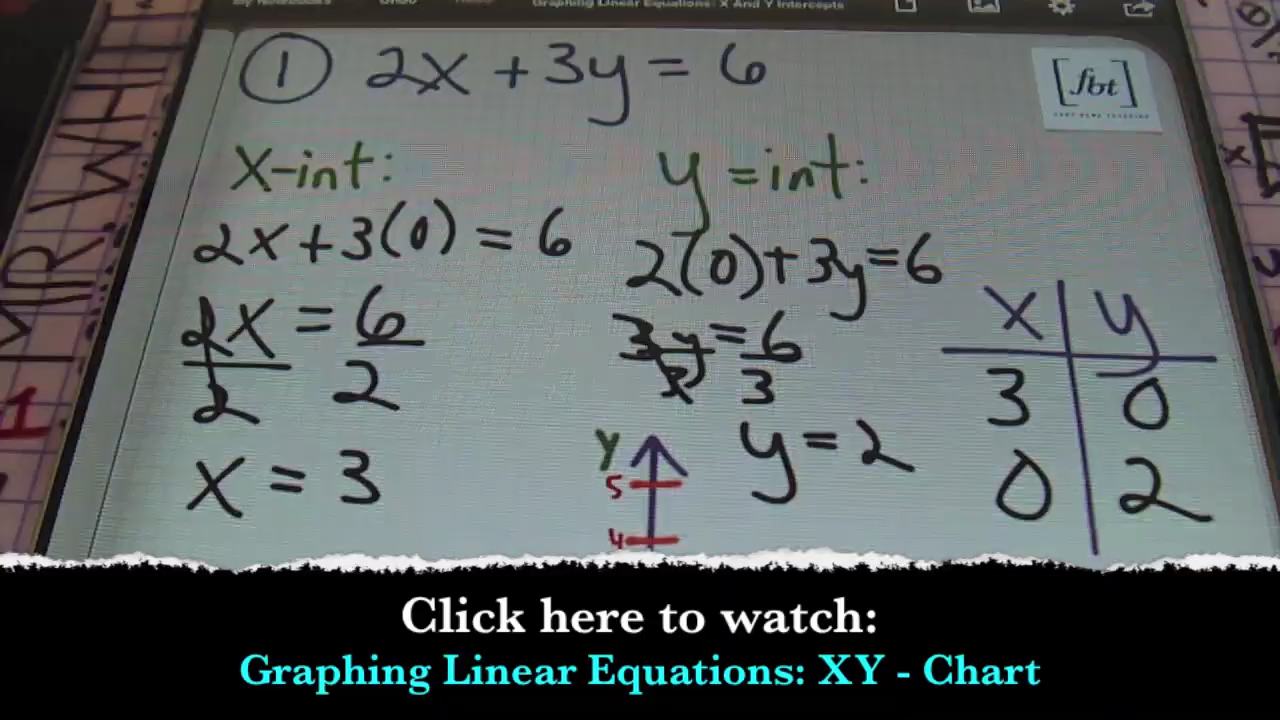 Graphing Linear Equations: X And Y Intercepts
① 2x + 3y = 6
[fbt]
MR. WHI
x-int:
y = int:
2x + 3(0) = 6
2(0) + 3y = 6
2x = 6
2 2
3y = 6
3 3
x = 3
y = 2
x y
3 0
0 2
Y
5
4
Click here to watch:
Graphing Linear Equations: XY - Chart